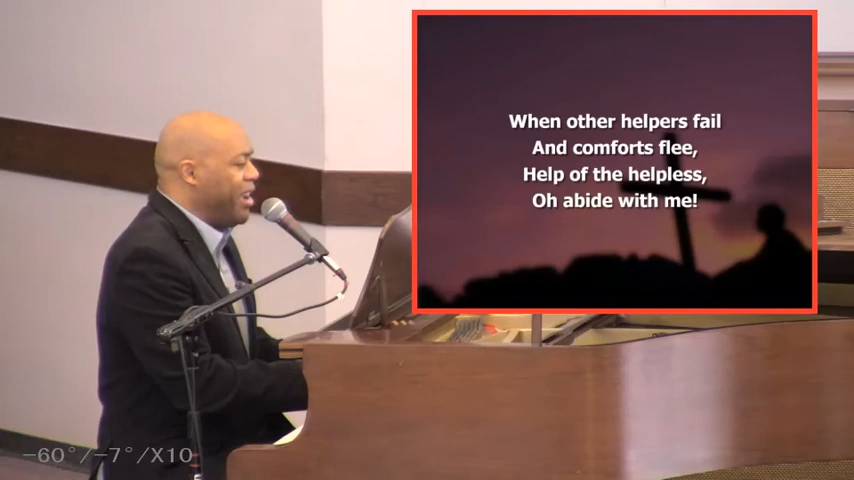 When other helpers fail
And comforts flee,
Help of the helpless,
Oh abide with me!
-60°/-7°/X10